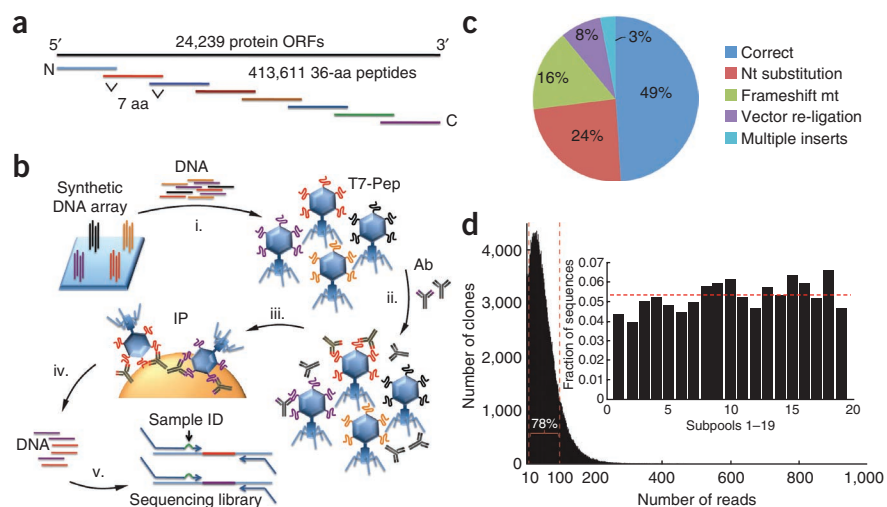 a
5′ 24,239 protein ORFs 3′
N
413,611 36-aa peptides
7 aa
C
b
Synthetic
DNA array
DNA
i.
T7-Pep
Ab
ii.
iii.
IP
iv.
DNA
v.
Sample ID
Sequencing library
c
49%
24%
16%
8%
3%
Correct
Nt substitution
Frameshift mt
Vector re-ligation
Multiple inserts
d
Number of clones
4,000
3,000
2,000
1,000
0
78%
10 100 200 400 600 800 1,000
Number of reads
Fraction of sequences
0.07
0.06
0.05
0.04
0.03
0.02
0.01
0
0 5 10 15 20
Subpools 1–19